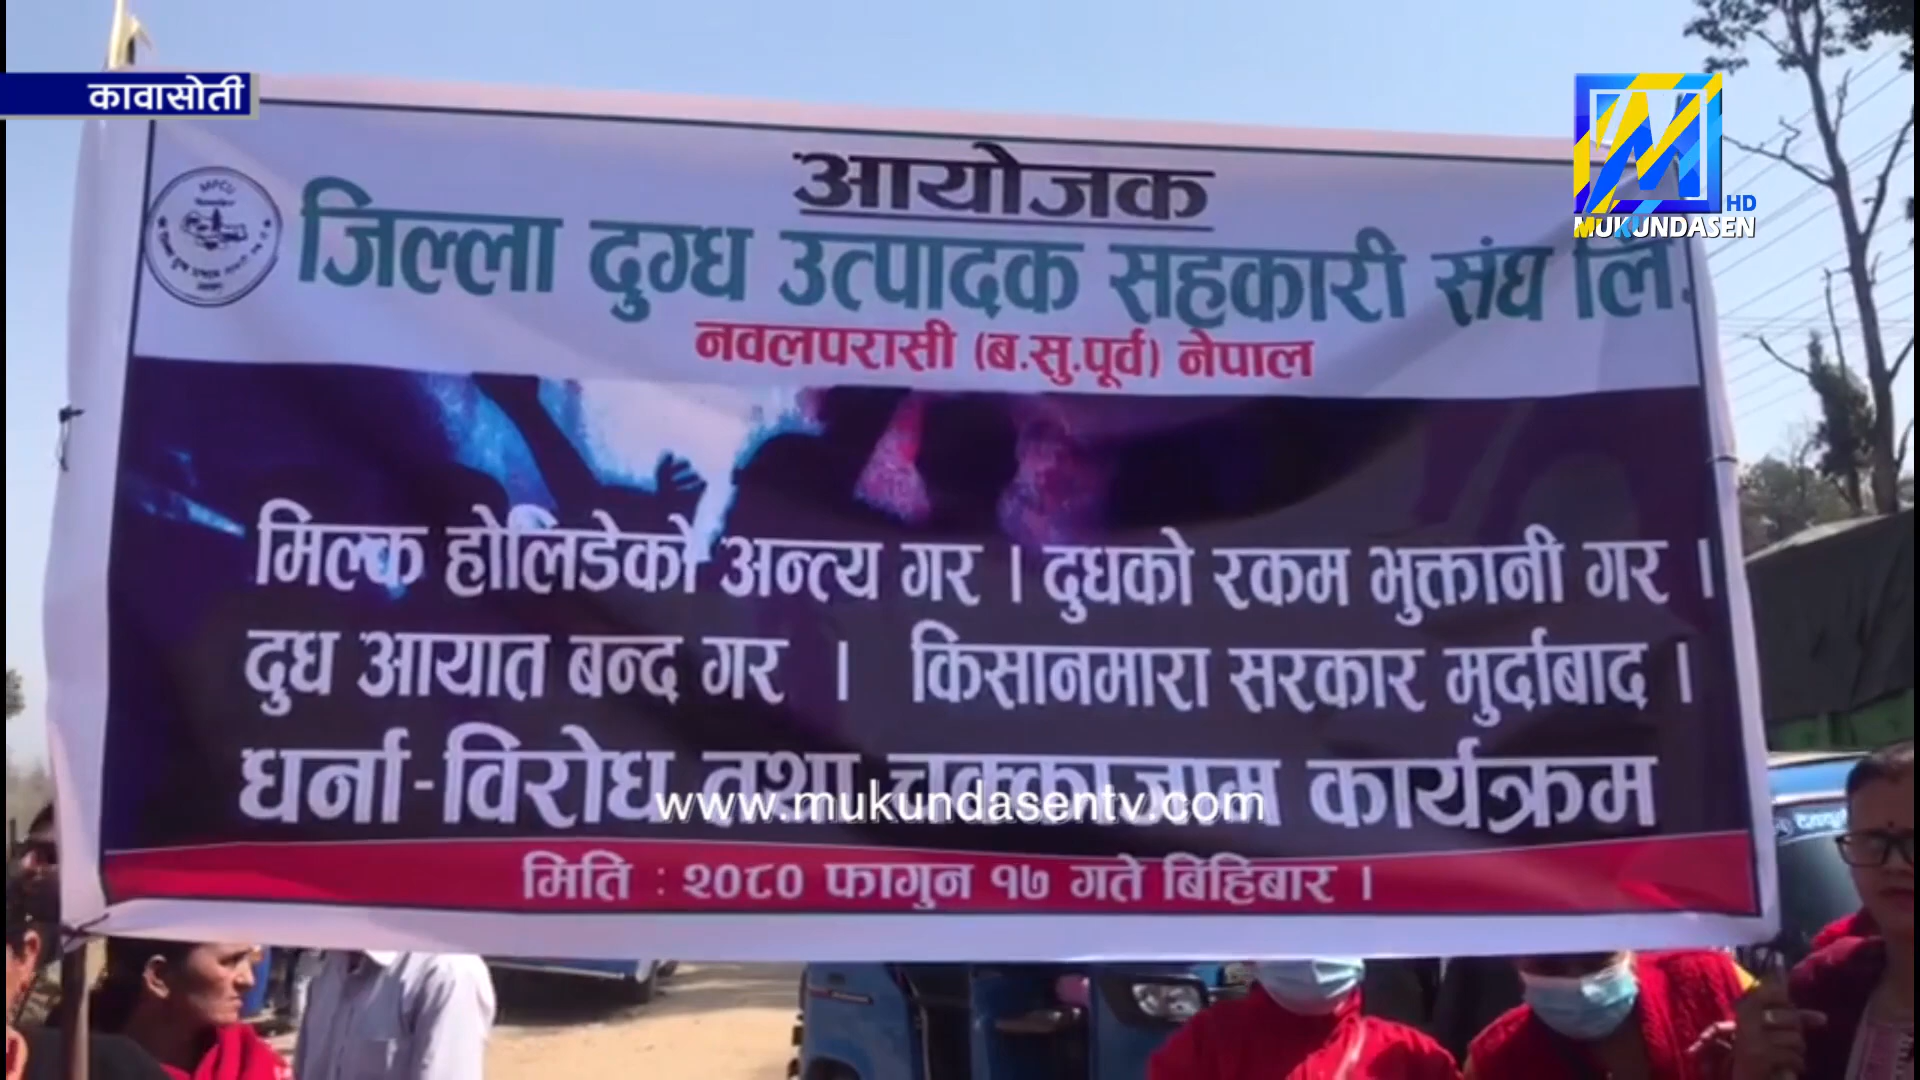 कावासोती
HD
MUKUNDASEN
आयोजक
जिल्ला दुग्ध उत्पादक सहकारी संघ लि.
नवलपरासी (ब.सु.पूर्व) नेपाल
मिल्क होलिडेको अन्त्य गर । दुधको रकम भुक्तानी गर ।
दुध आयात बन्द गर । किसानमारा सरकार मुर्दाबाद ।
धर्ना-विरोध तथा चक्काजाम कार्यक्रम
www.mukundasentv.com
मिति : २०८० फागुन १७ गते बिहिबार ।